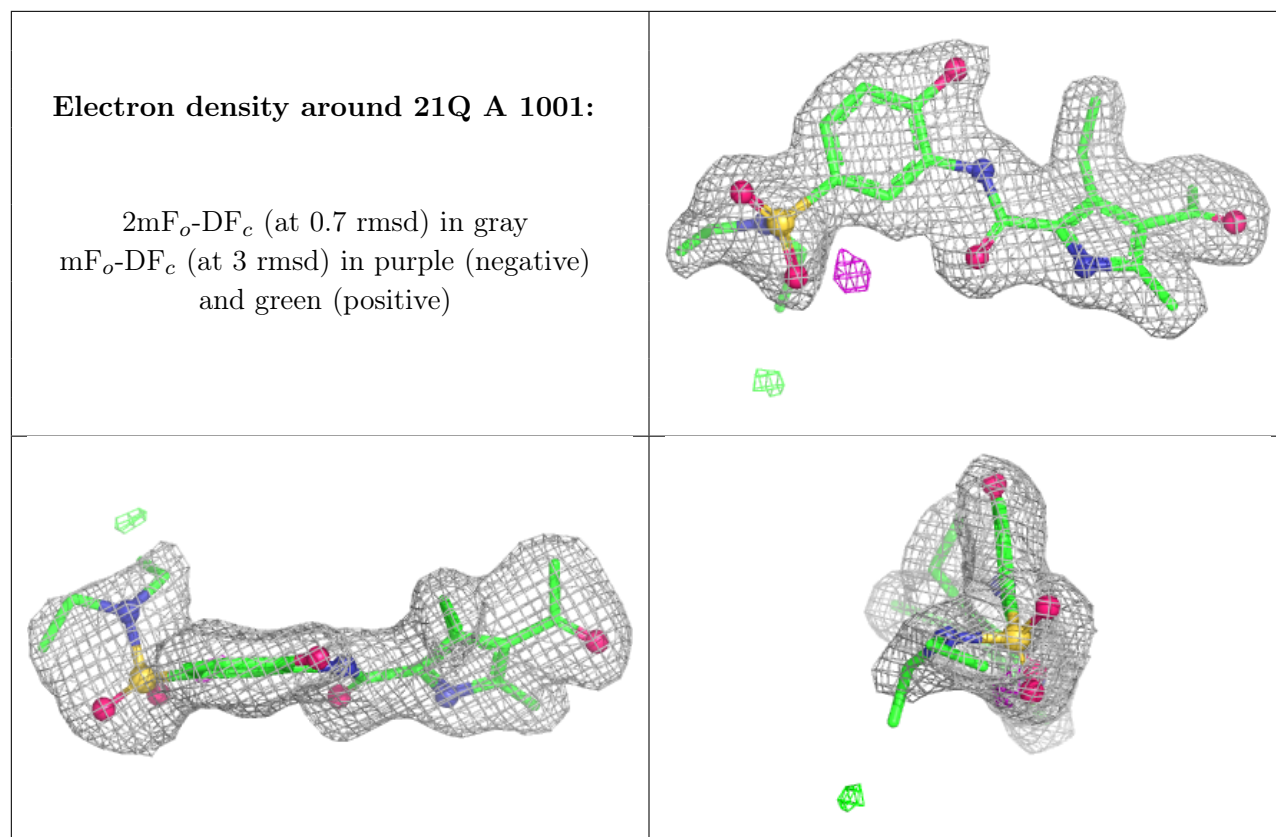 Electron density around 21Q A 1001:
2mFₒ-DF𝒸 (at 0.7 rmsd) in gray
mFₒ-DF𝒸 (at 3 rmsd) in purple (negative)
and green (positive)